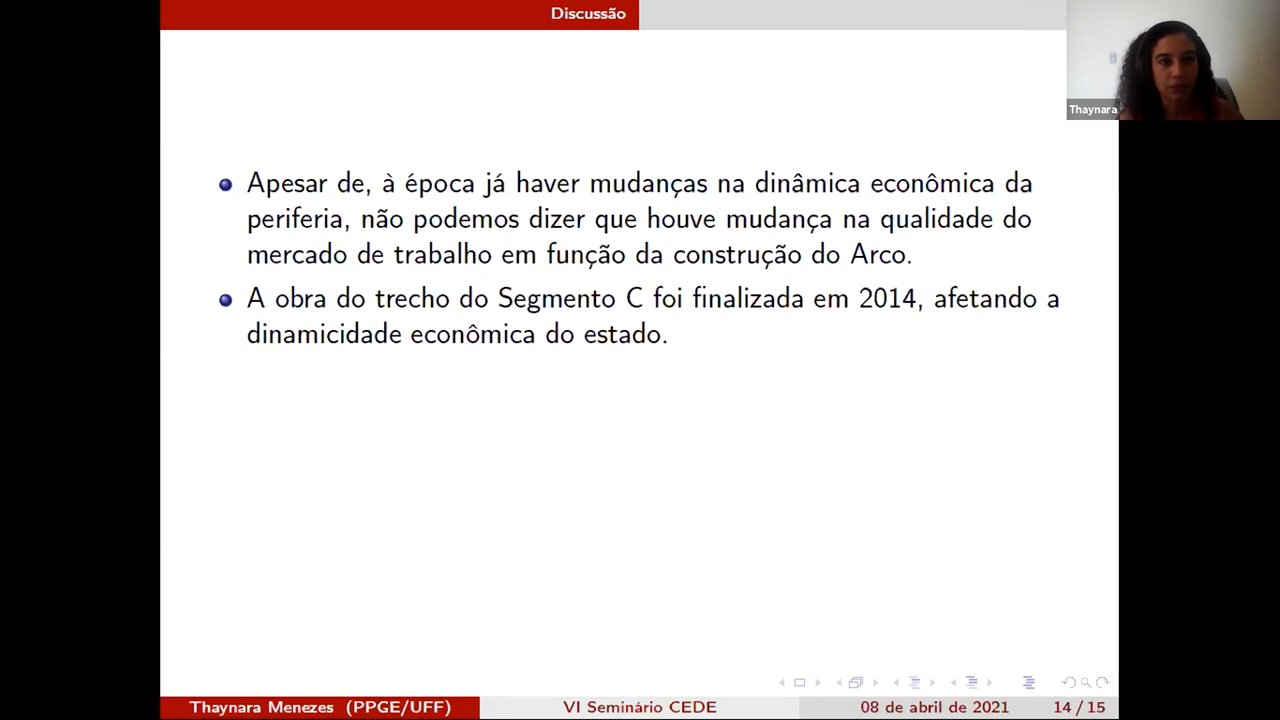 Discussão
Thaynara
Apesar de, à época já haver mudanças na dinâmica econômica da
periferia, não podemos dizer que houve mudança na qualidade do
mercado de trabalho em função da construção do Arco.
A obra do trecho do Segmento C foi finalizada em 2014, afetando a
dinamicidade econômica do estado.
Thaynara Menezes (PPGE/UFF)
VI Seminário CEDE
08 de abril de 2021
14 / 15